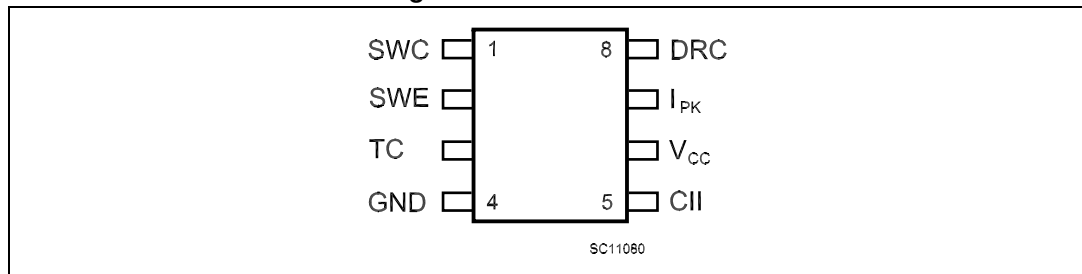 SWC 1 8 DRC
SWE I_PK
TC V_CC
GND 4 5 CII
SC11060